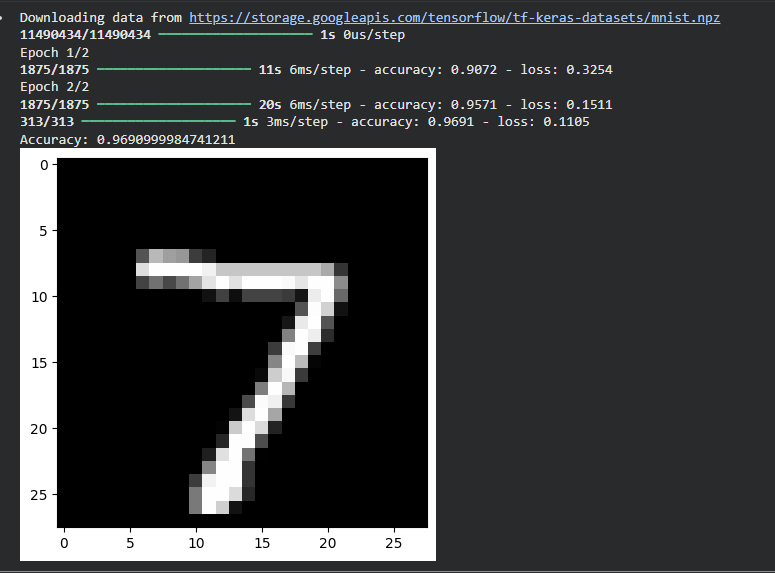 Downloading data from https://storage.googleapis.com/tensorflow/tf-keras-datasets/mnist.npz
11490434/11490434 ━━━━━━━━━━━━━━━━━━━━ 1s 0us/step
Epoch 1/2
1875/1875 ━━━━━━━━━━━━━━━━━━━━ 11s 6ms/step - accuracy: 0.9072 - loss: 0.3254
Epoch 2/2
1875/1875 ━━━━━━━━━━━━━━━━━━━━ 20s 6ms/step - accuracy: 0.9571 - loss: 0.1511
313/313 ━━━━━━━━━━━━━━━━━━━━ 1s 3ms/step - accuracy: 0.9691 - loss: 0.1105
Accuracy: 0.9690999984741211
0
5
10
15
20
25
7
0 5 10 15 20 25